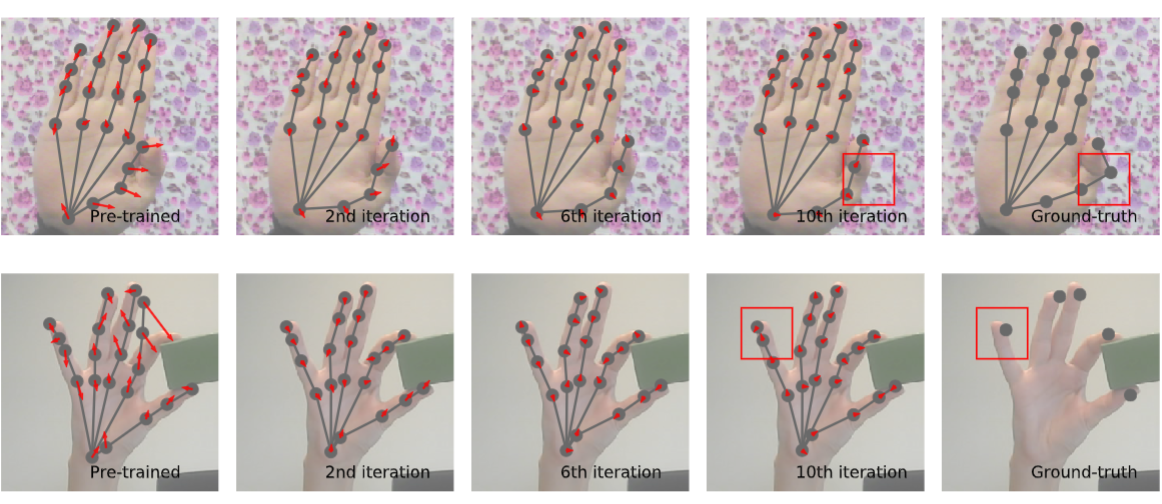 Pre-trained
2nd iteration
6th iteration
10th iteration
Ground-truth
Pre-trained
2nd iteration
6th iteration
10th iteration
Ground-truth